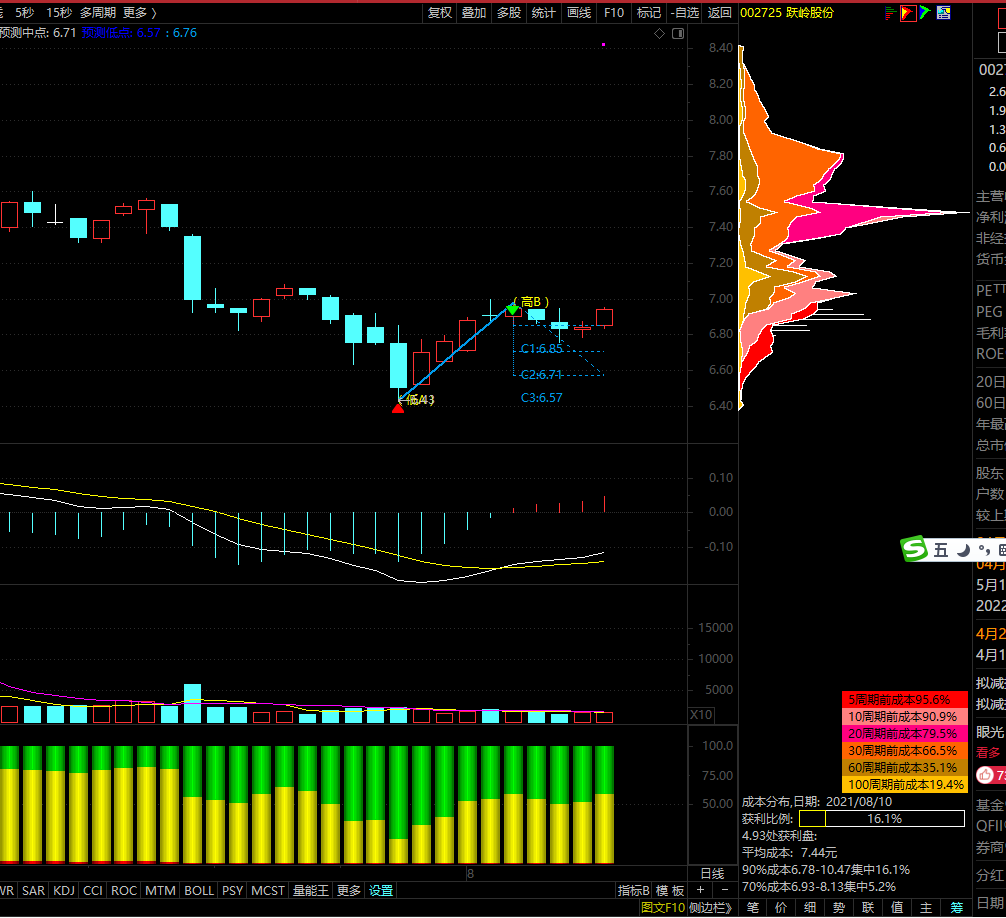 5秒 15秒 多周期 更多 〉 复权 叠加 多股 统计 画线 F10 标记 -自选 返回 002725 跃岭股份
预测中点: 6.71 预测低点: 6.57 : 6.76
8.40
8.20
8.00
7.80
7.60
7.40
7.20
7.00
6.80
6.60
6.40
(高B)
C1:6.85
C2:6.71
C3:6.57
0.10
0.00
-0.10
15000
10000
5000
X10
100.0
75.00
50.00
8
日线
WR SAR KDJ CCI ROC MTM BOLL PSY MCST 量能王 更多 设置 指标B 模 板 + −
图文F10 侧边栏》 笔 价 细 势 联 值 主 筹
5周期前成本95.6%
10周期前成本90.9%
20周期前成本79.5%
30周期前成本66.5%
60周期前成本35.1%
100周期前成本19.4%
成本分布,日期: 2021/08/10
获利比例: 16.1%
4.93处获利盘:
平均成本: 7.44元
90%成本6.78-10.47集中16.1%
70%成本6.93-8.13集中5.2%
0027
2.6
1.9
1.3
0.6
0.0
主营
净利
非经
货币
PETT
PEG
毛利
ROE
20日
60日
年最
总市
股东
户数
较上
五
04月
5月1
2022
4月2
4月1
拟减
拟减
眼光
看多
73
基金
QFII
券商
分红
日期